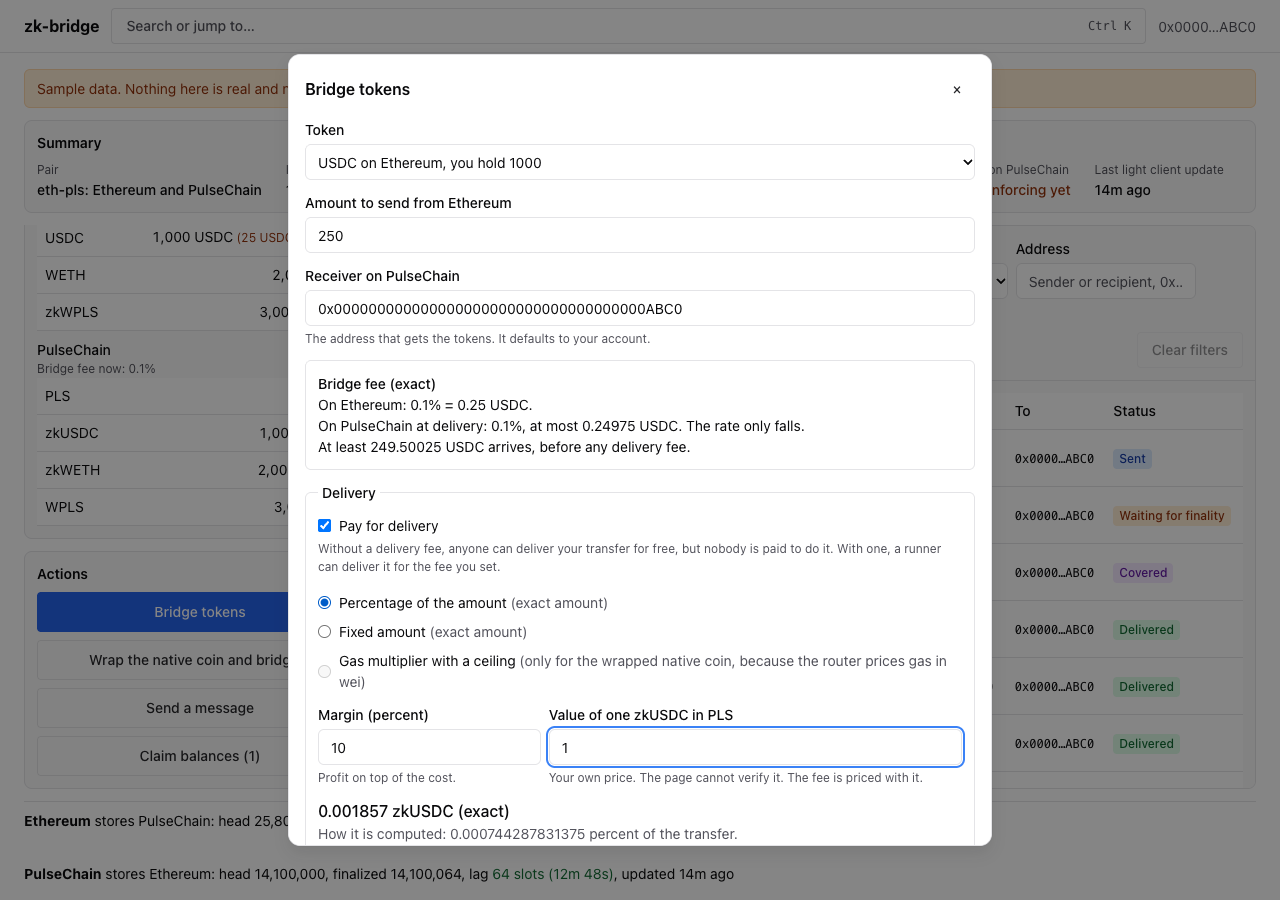 zk-bridge
Search or jump to...
Ctrl K
0x0000…ABC0
Sample data. Nothing here is real and
Bridge tokens
×
Token
USDC on Ethereum, you hold 1000
Amount to send from Ethereum
250
Receiver on PulseChain
0x000000000000000000000000000000000000ABC0
The address that gets the tokens. It defaults to your account.
Bridge fee (exact)
On Ethereum: 0.1% = 0.25 USDC.
On PulseChain at delivery: 0.1%, at most 0.24975 USDC. The rate only falls.
At least 249.50025 USDC arrives, before any delivery fee.
Delivery
Pay for delivery
Without a delivery fee, anyone can deliver your transfer for free, but nobody is paid to do it. With one, a runner
can deliver it for the fee you set.
Percentage of the amount (exact amount)
Fixed amount (exact amount)
Gas multiplier with a ceiling (only for the wrapped native coin, because the router prices gas in
wei)
Margin (percent)
Value of one zkUSDC in PLS
10
1
Profit on top of the cost.
Your own price. The page cannot verify it. The fee is priced with it.
0.001857 zkUSDC (exact)
How it is computed: 0.000744287831375 percent of the transfer.
Summary
Pair
eth-pls: Ethereum and PulseChain
on PulseChain
nforcing yet
Last light client update
14m ago
USDC
1,000 USDC (25 USDC
WETH
2,0
zkWPLS
3,00
PulseChain
Bridge fee now: 0.1%
PLS
zkUSDC
1,00
zkWETH
2,00
WPLS
3,
Address
Sender or recipient, 0x..
Clear filters
To
Status
0x0000…ABC0
Sent
0x0000…ABC0
Waiting for finality
0x0000…ABC0
Covered
0x0000…ABC0
Delivered
0x0000…ABC0
Delivered
0x0000…ABC0
Delivered
Actions
Bridge tokens
Wrap the native coin and bridg
Send a message
Claim balances (1)
Ethereum stores PulseChain: head 25,80
PulseChain stores Ethereum: head 14,100,000, finalized 14,100,064, lag 64 slots (12m 48s), updated 14m ago